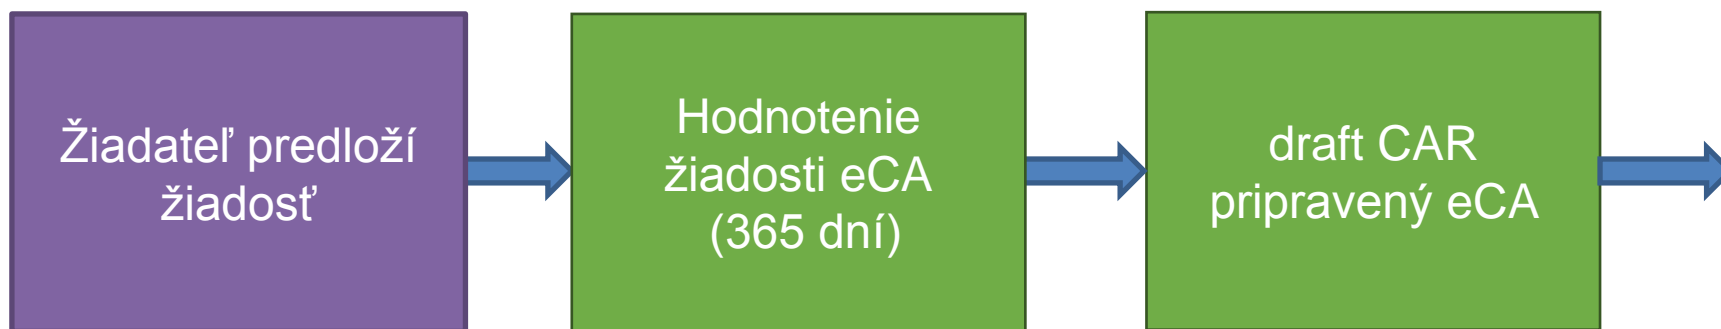 Žiadateľ predloží
žiadosť
Hodnotenie
žiadosti eCA
(365 dní)
draft CAR
pripravený eCA